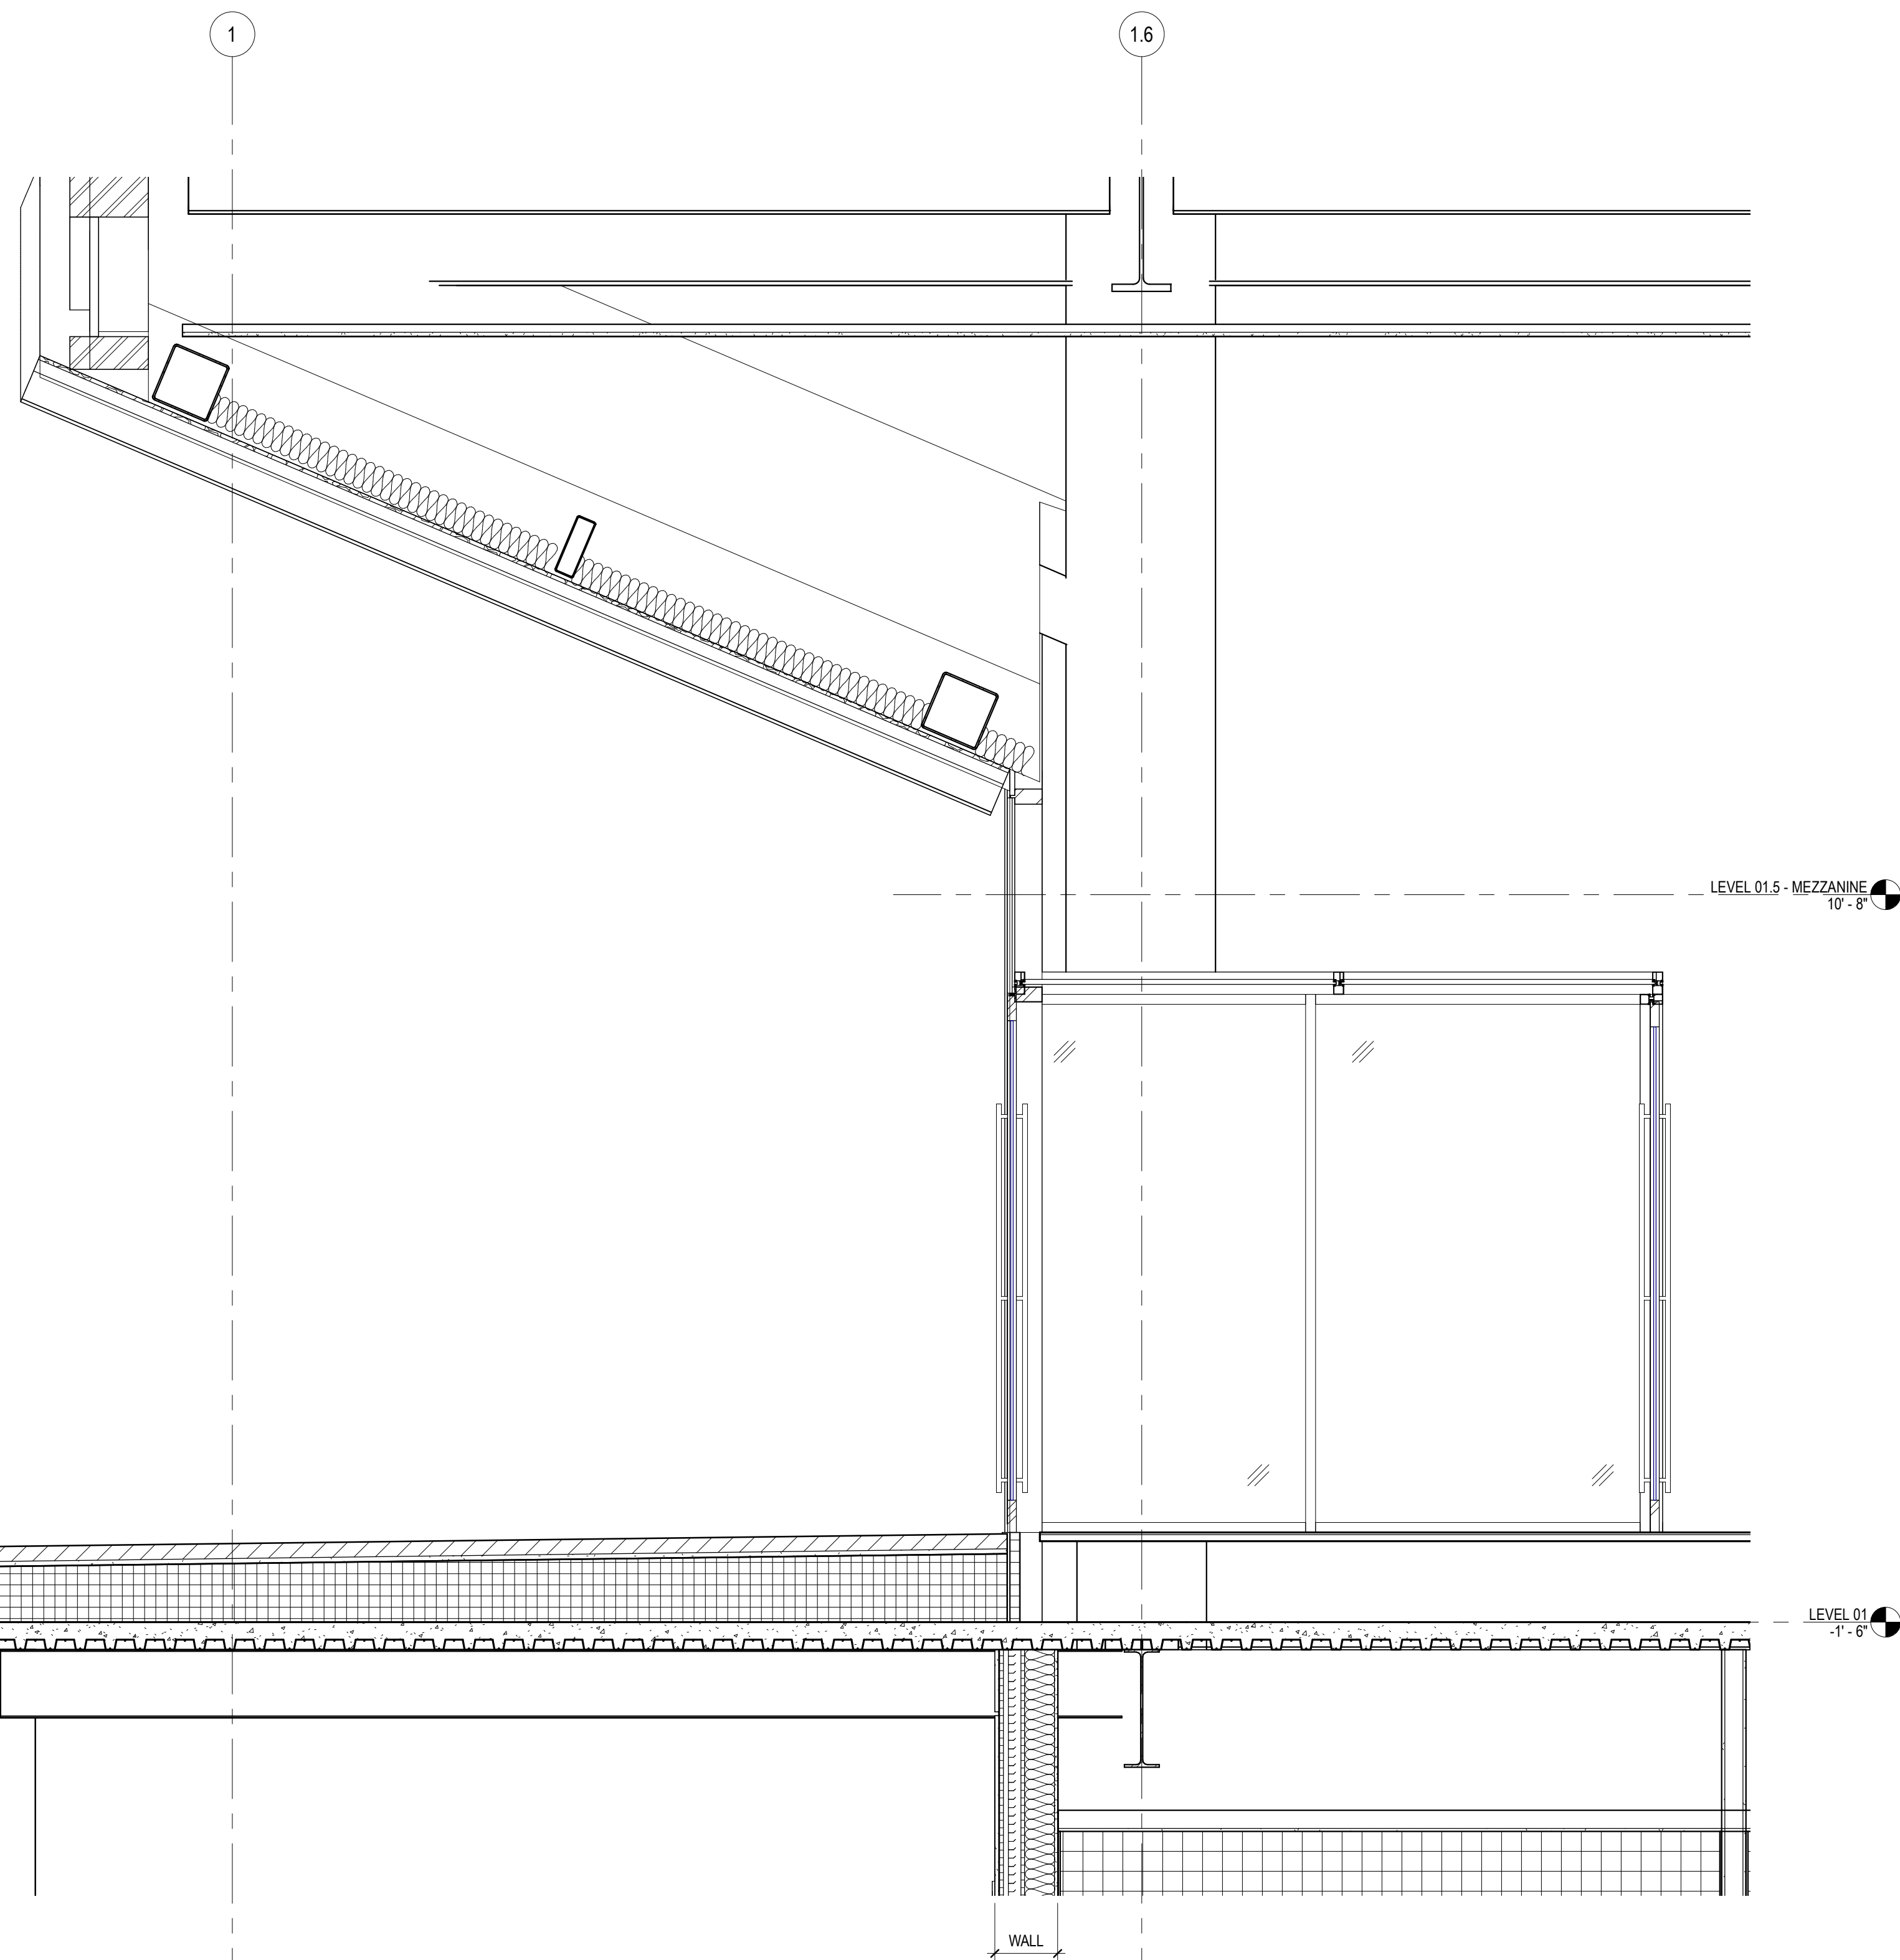 1
1.6
LEVEL 01.5 - MEZZANINE
10' - 8"
LEVEL 01
-1' - 6"
WALL